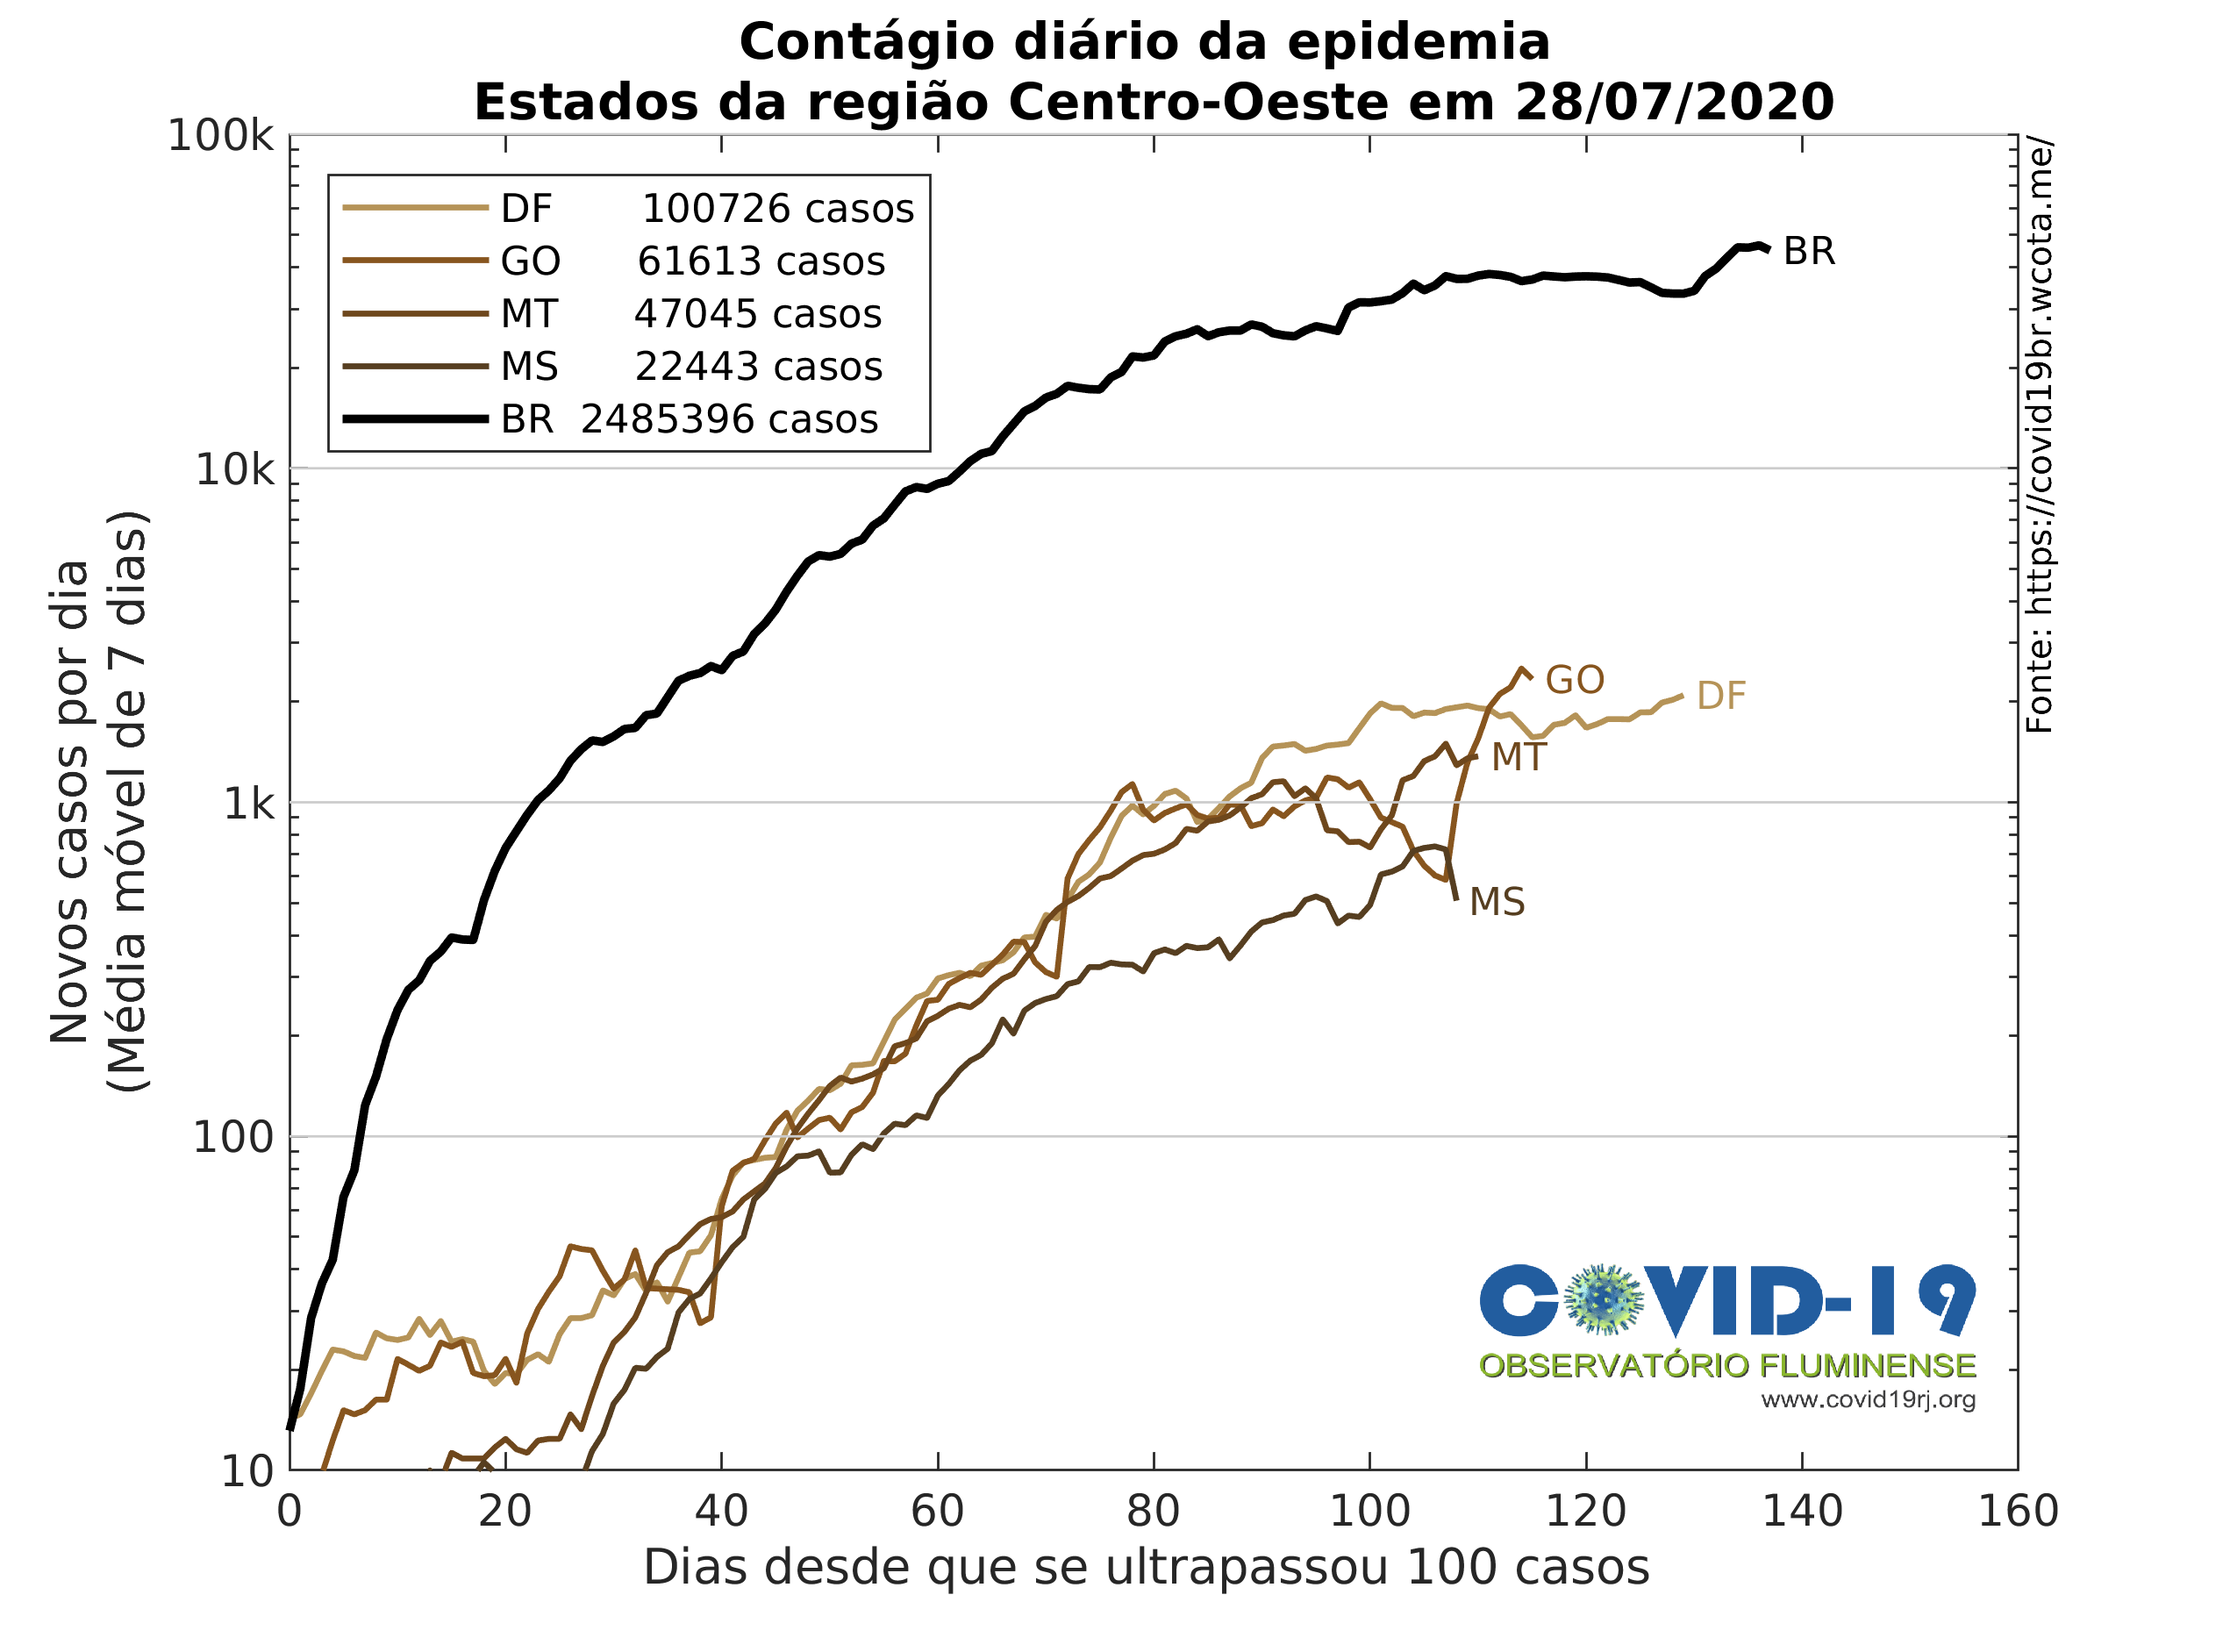 Contágio diário da epidemia
Estados da região Centro-Oeste em 28/07/2020
100k
10k
1k
100
10
Novos casos por dia
(Média móvel de 7 dias)
DF 100726 casos
GO 61613 casos
MT 47045 casos
MS 22443 casos
BR 2485396 casos
BR
GO
DF
MT
MS
Fonte: https://covid19br.wcota.me/
COVID-19
OBSERVATÓRIO FLUMINENSE
www.covid19rj.org
0 20 40 60 80 100 120 140 160
Dias desde que se ultrapassou 100 casos